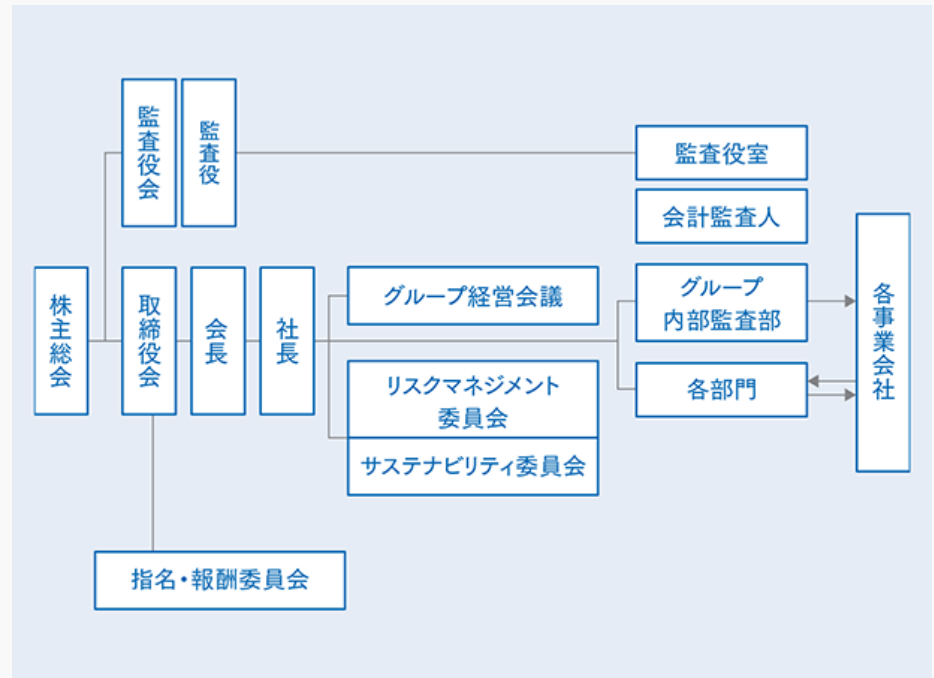 監査役会
監査役
監査役室
会計監査人
株主総会
取締役会
会長
社長
グループ経営会議
リスクマネジメント
委員会
サステナビリティ委員会
グループ
内部監査部
各部門
各事業会社
指名・報酬委員会